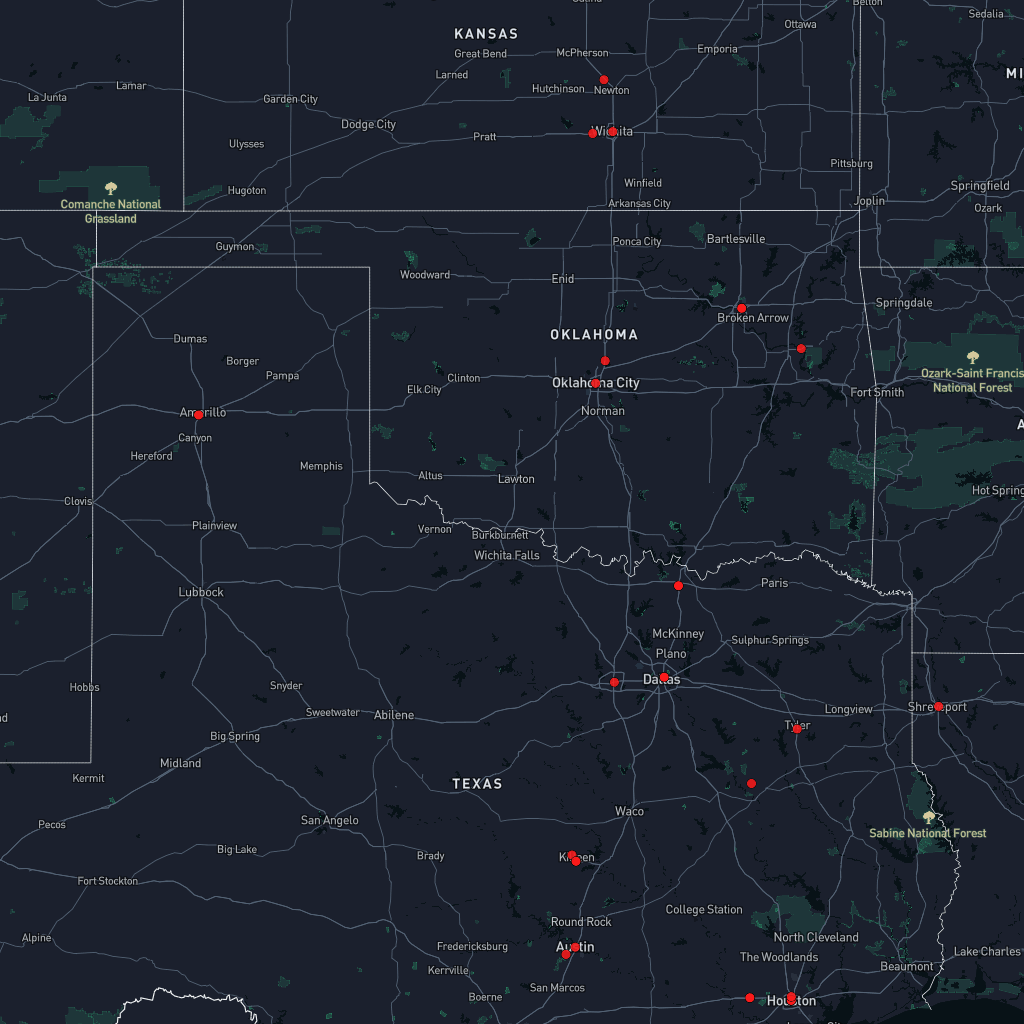 Belton
Sedalia
Ottawa
KANSAS
Emporia
Great Bend
McPherson
Larned
Newton
Hutchinson
Lamar
La Junta
Garden City
Dodge City
Wichita
Pratt
Ulysses
Pittsburg
Winfield
Springfield
Hugoton
Comanche National
Grassland
Arkansas City
Joplin
Ozark
Ponca City
Bartlesville
Guymon
Woodward
Enid
Springdale
Broken Arrow
OKLAHOMA
Dumas
Borger
Pampa
Clinton
Elk City
Oklahoma City
Ozark-Saint Francis
National Forest
Fort Smith
Amarillo
Norman
Canyon
Hereford
Memphis
Altus
Lawton
Hot Spring
Clovis
Plainview
Vernon
Burkburnett
Wichita Falls
Paris
Lubbock
McKinney
Plano
Sulphur Springs
Dallas
Hobbs
Snyder
Sweetwater
Abilene
Longview
Shreveport
Tyler
Big Spring
Midland
Kermit
TEXAS
Waco
Pecos
San Angelo
Sabine National Forest
Big Lake
Brady
Killeen
Fort Stockton
College Station
Round Rock
Alpine
Fredericksburg
Austin
North Cleveland
Lake Charles
The Woodlands
Kerrville
Beaumont
San Marcos
Boerne
Houston